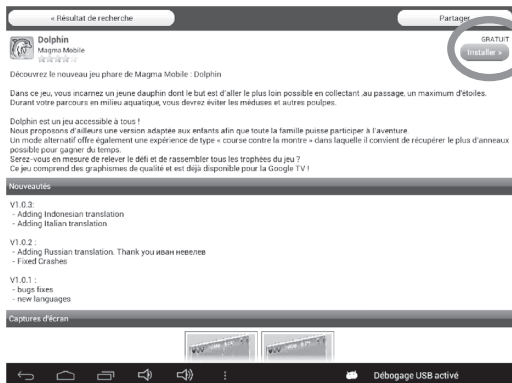 « Résultat de recherche
Partager
Dolphin
Magma Mobile
GRATUIT
Installer »
Découvrez le nouveau jeu phare de Magma Mobile : Dolphin
Dans ce jeu, vous incarnez un jeune dauphin dont le but est d'aller le plus loin possible en collectant ,au passage, un maximum d'étoiles.
Durant votre parcours en milieu aquatique, vous devrez éviter les méduses et autres poulpes.
Dolphin est un jeu accessible à tous !
Nous proposons d'ailleurs une version adaptée aux enfants afin que toute la famille puisse participer à l'aventure.
Un mode alternatif offre également une expérience de type « course contre la montre » dans laquelle il convient de récupérer le plus d'anneaux
possible pour gagner du temps.
Serez-vous en mesure de relever le défi et de rassembler tous les trophées du jeu ?
Ce jeu comprend des graphismes de qualité et est déjà disponible pour la Google TV !
Nouveautés
V1.0.3:
- Adding Indonesian translation
- Adding Italian translation
V1.0.2 :
- Adding Russian translation. Thank you иван невелев
- Fixed Crashes
V1.0.1 :
- bugs fixes
- new languages
Captures d'écran
Débogage USB activé